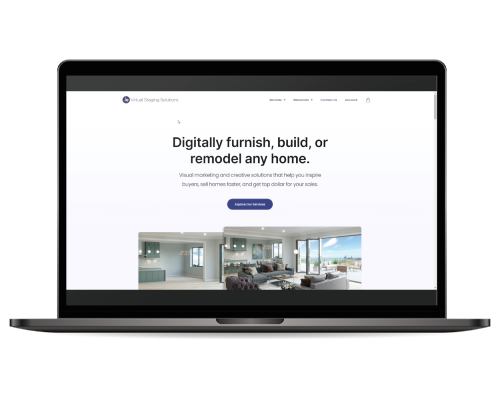 Virtual Staging Solutions
Services Resources Contact Us Account
Digitally furnish, build, or
remodel any home.
Visual marketing and creative solutions that help you inspire
buyers, sell homes faster, and get top dollar for your sales.
Explore Our Services